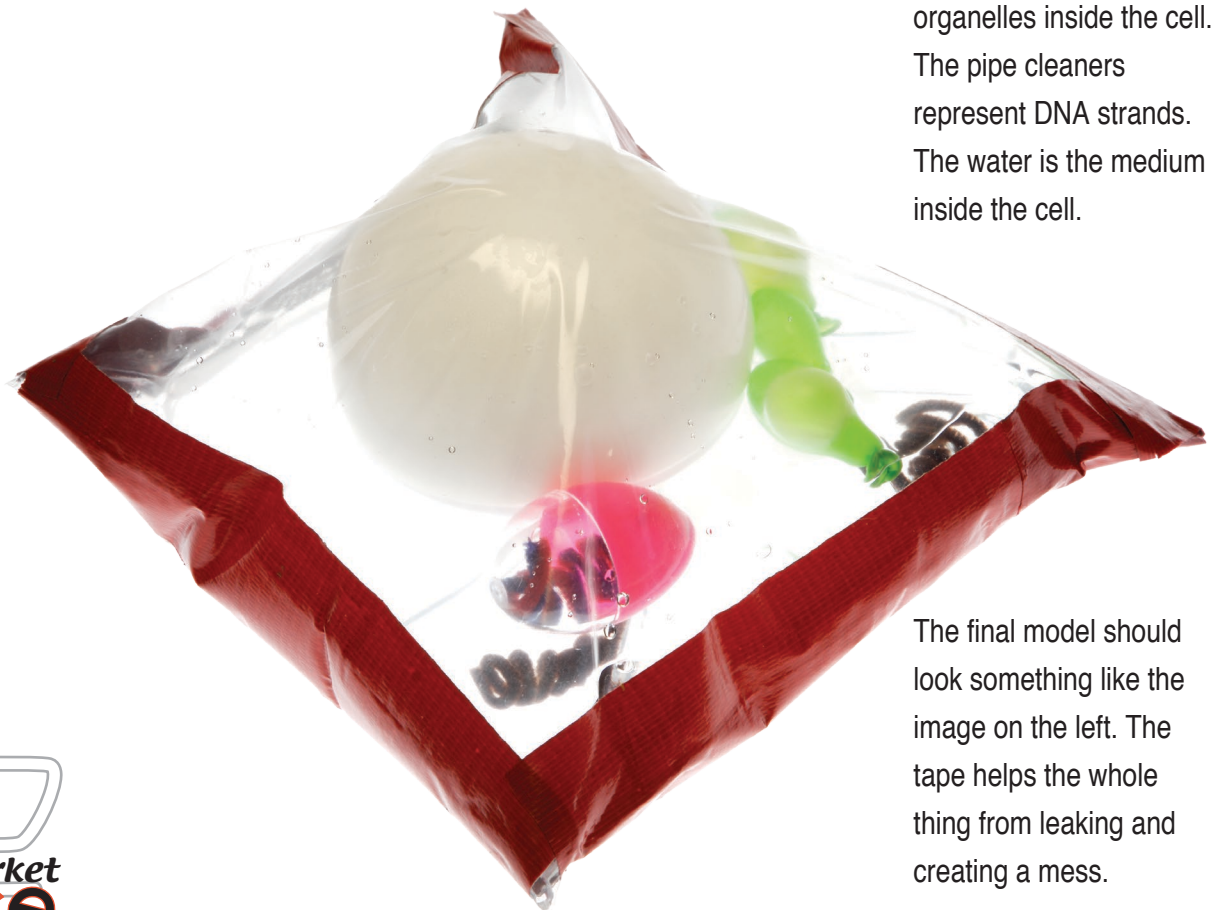 organelles inside the cell.
The pipe cleaners
represent DNA strands.
The water is the medium
inside the cell.
The final model should
look something like the
image on the left. The
tape helps the whole
thing from leaking and
creating a mess.